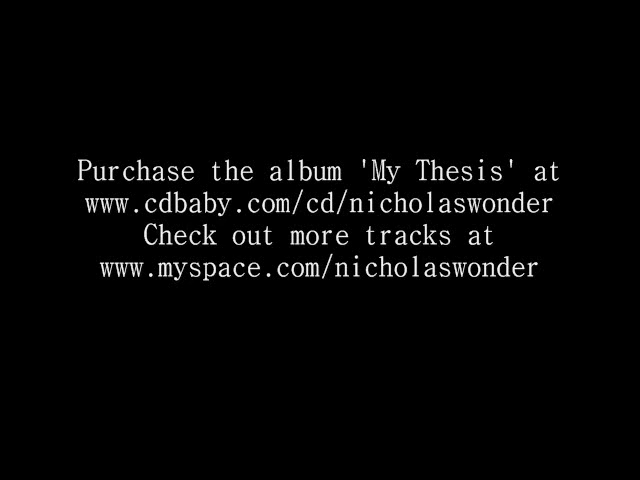 Purchase the album 'My Thesis' at
www.cdbaby.com/cd/nicholaswonder
Check out more tracks at
www.myspace.com/nicholaswonder